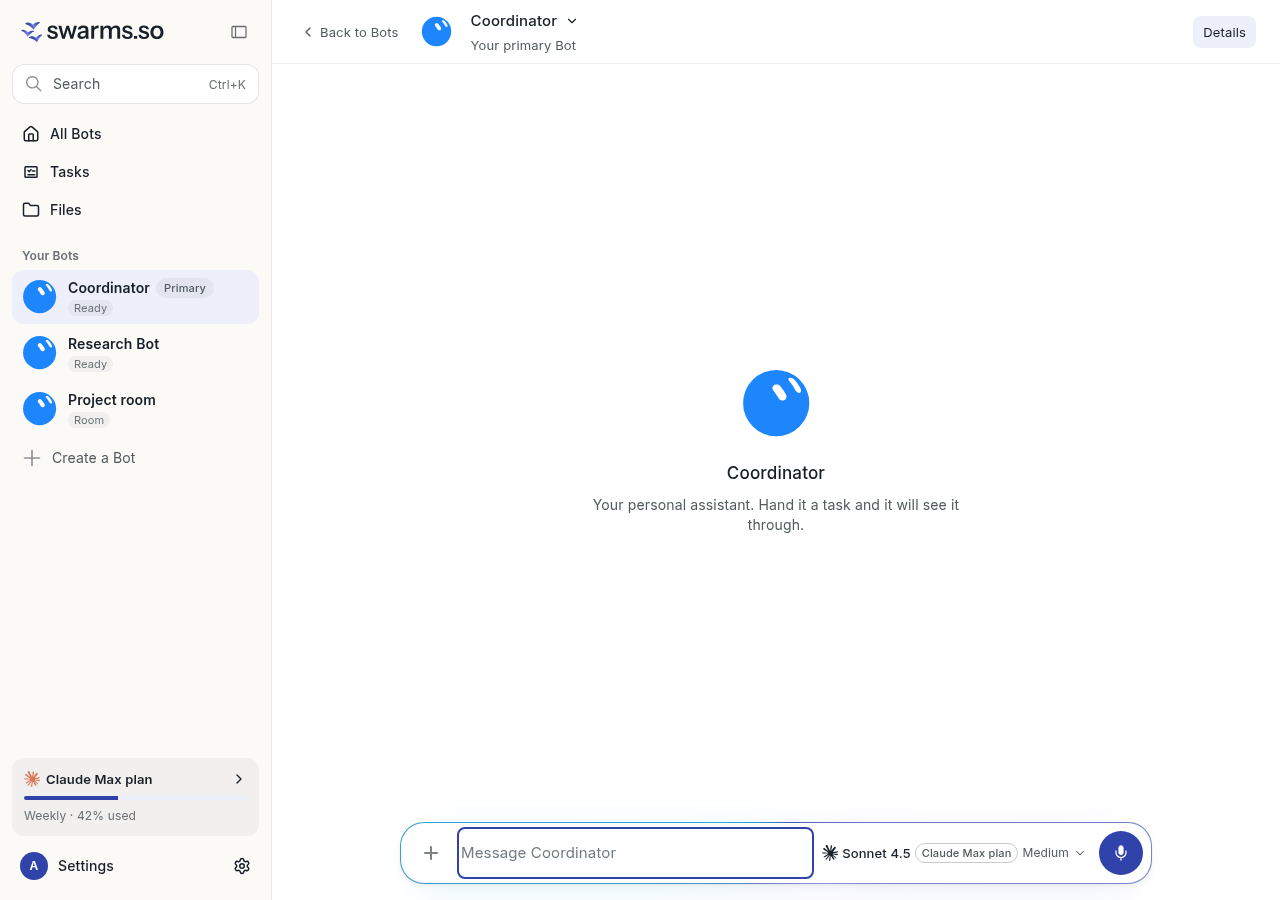 swarms.so
Search
Ctrl+K
All Bots
Tasks
Files
Your Bots
Coordinator Primary
Ready
Research Bot
Ready
Project room
Room
Create a Bot
Claude Max plan
Weekly · 42% used
A
Settings
Back to Bots
Coordinator
Your primary Bot
Details
Coordinator
Your personal assistant. Hand it a task and it will see it
through.
Message Coordinator
Sonnet 4.5
Claude Max plan
Medium